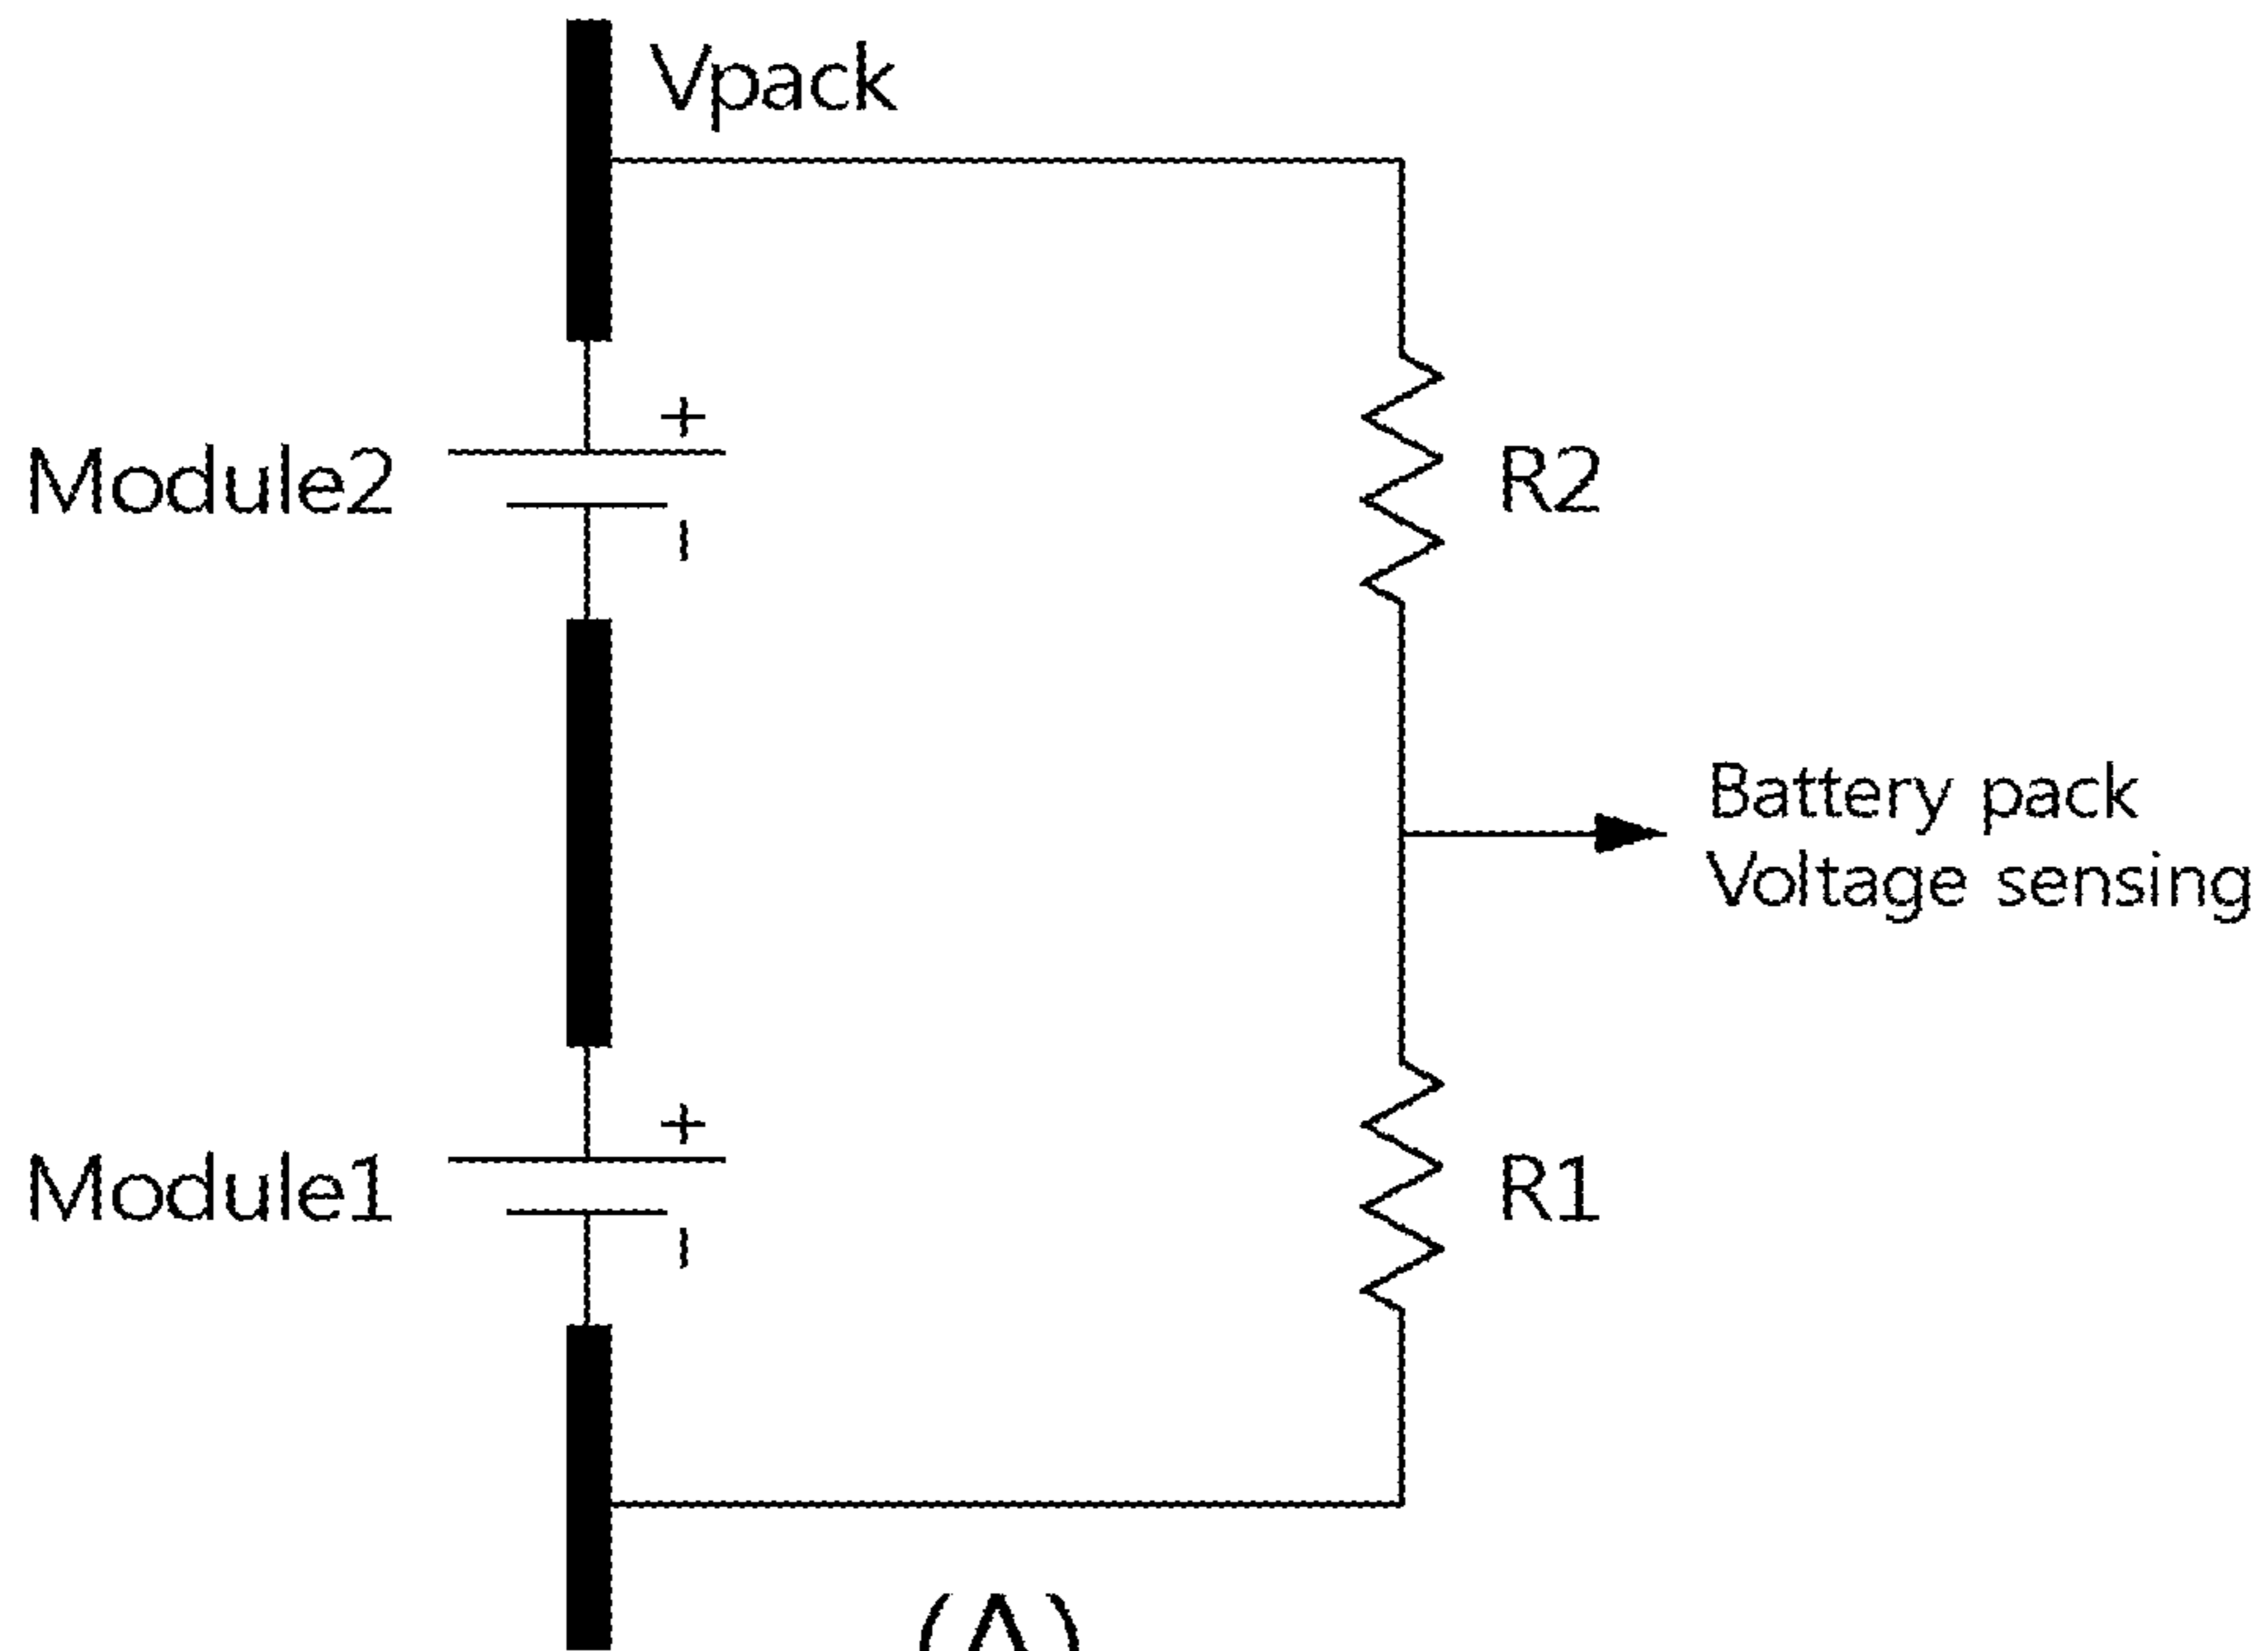 Vpack
+
Module2
R2
-
Battery pack
Voltage sensing
+
Module1
R1
-
(A)